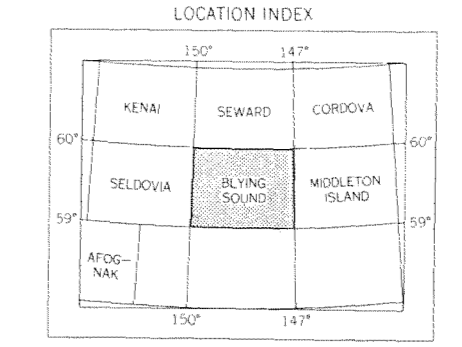 LOCATION INDEX
150° 147°
KENAI SEWARD CORDOVA
60° 60°
SELDOVIA BLYING SOUND MIDDLETON ISLAND
59° 59°
AFOG-
NAK
150° 147°